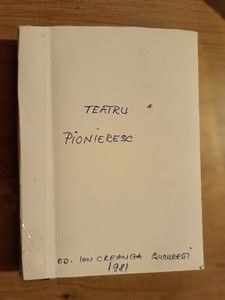 TEATRU
PIONIERESC
ED. ION CREANGA BUCUREȘTI
1981